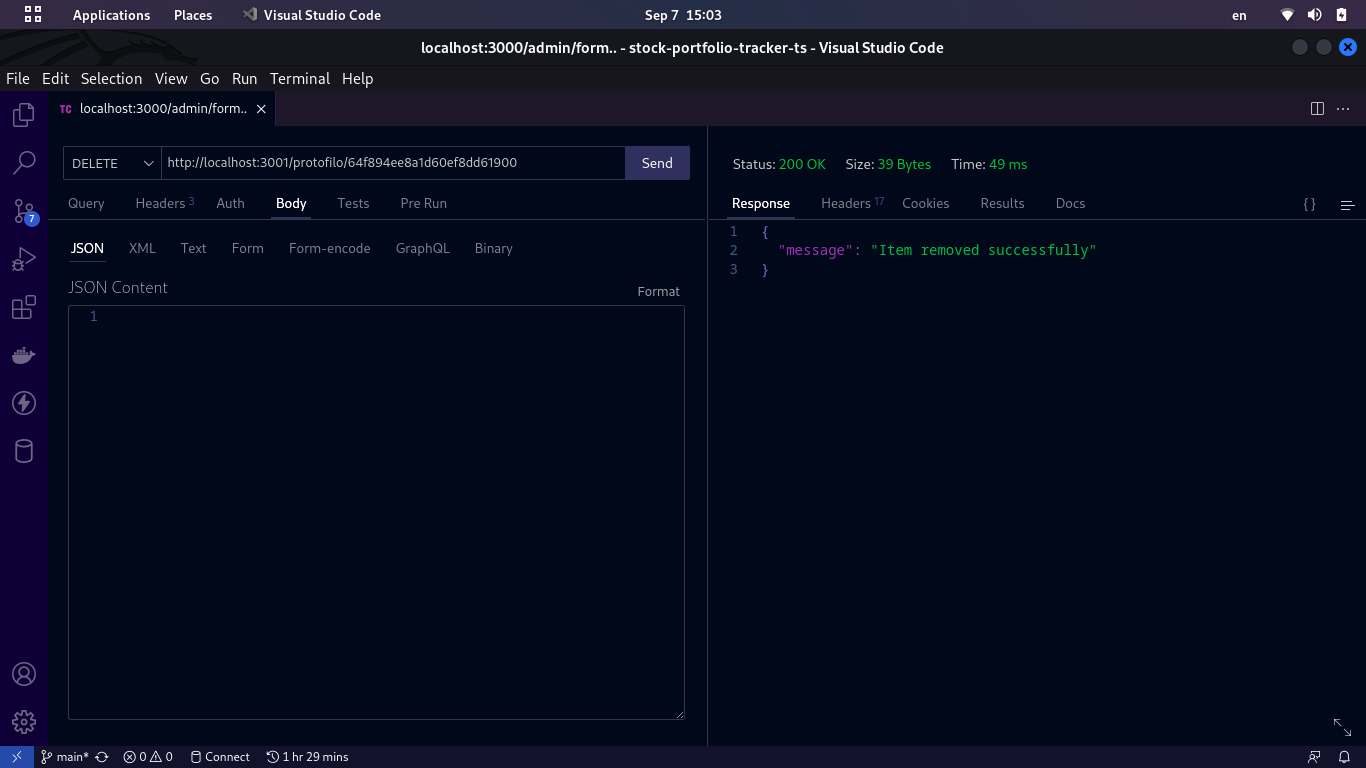 Applications Places Visual Studio Code Sep 7 15:03 en
localhost:3000/admin/form.. - stock-portfolio-tracker-ts - Visual Studio Code
File Edit Selection View Go Run Terminal Help
TC localhost:3000/admin/form..
DELETE http://localhost:3001/protofilo/64f894ee8a1d60ef8dd61900 Send
Status: 200 OK Size: 39 Bytes Time: 49 ms
Query Headers 3 Auth Body Tests Pre Run
Response Headers 17 Cookies Results Docs { }
7
JSON XML Text Form Form-encode GraphQL Binary
JSON Content
Format
1
1 {
2 "message": "Item removed successfully"
3 }
main* 0 0 Connect 1 hr 29 mins